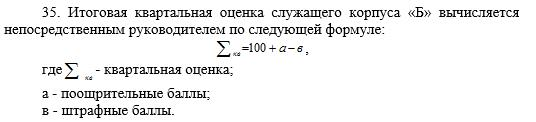 35. Итоговая квартальная оценка служащего корпуса «Б» вычисляется
непосредственным руководителем по следующей формуле:
∑кв=100 + а – в ,
где ∑ кв - квартальная оценка;
а - поощрительные баллы;
в - штрафные баллы.